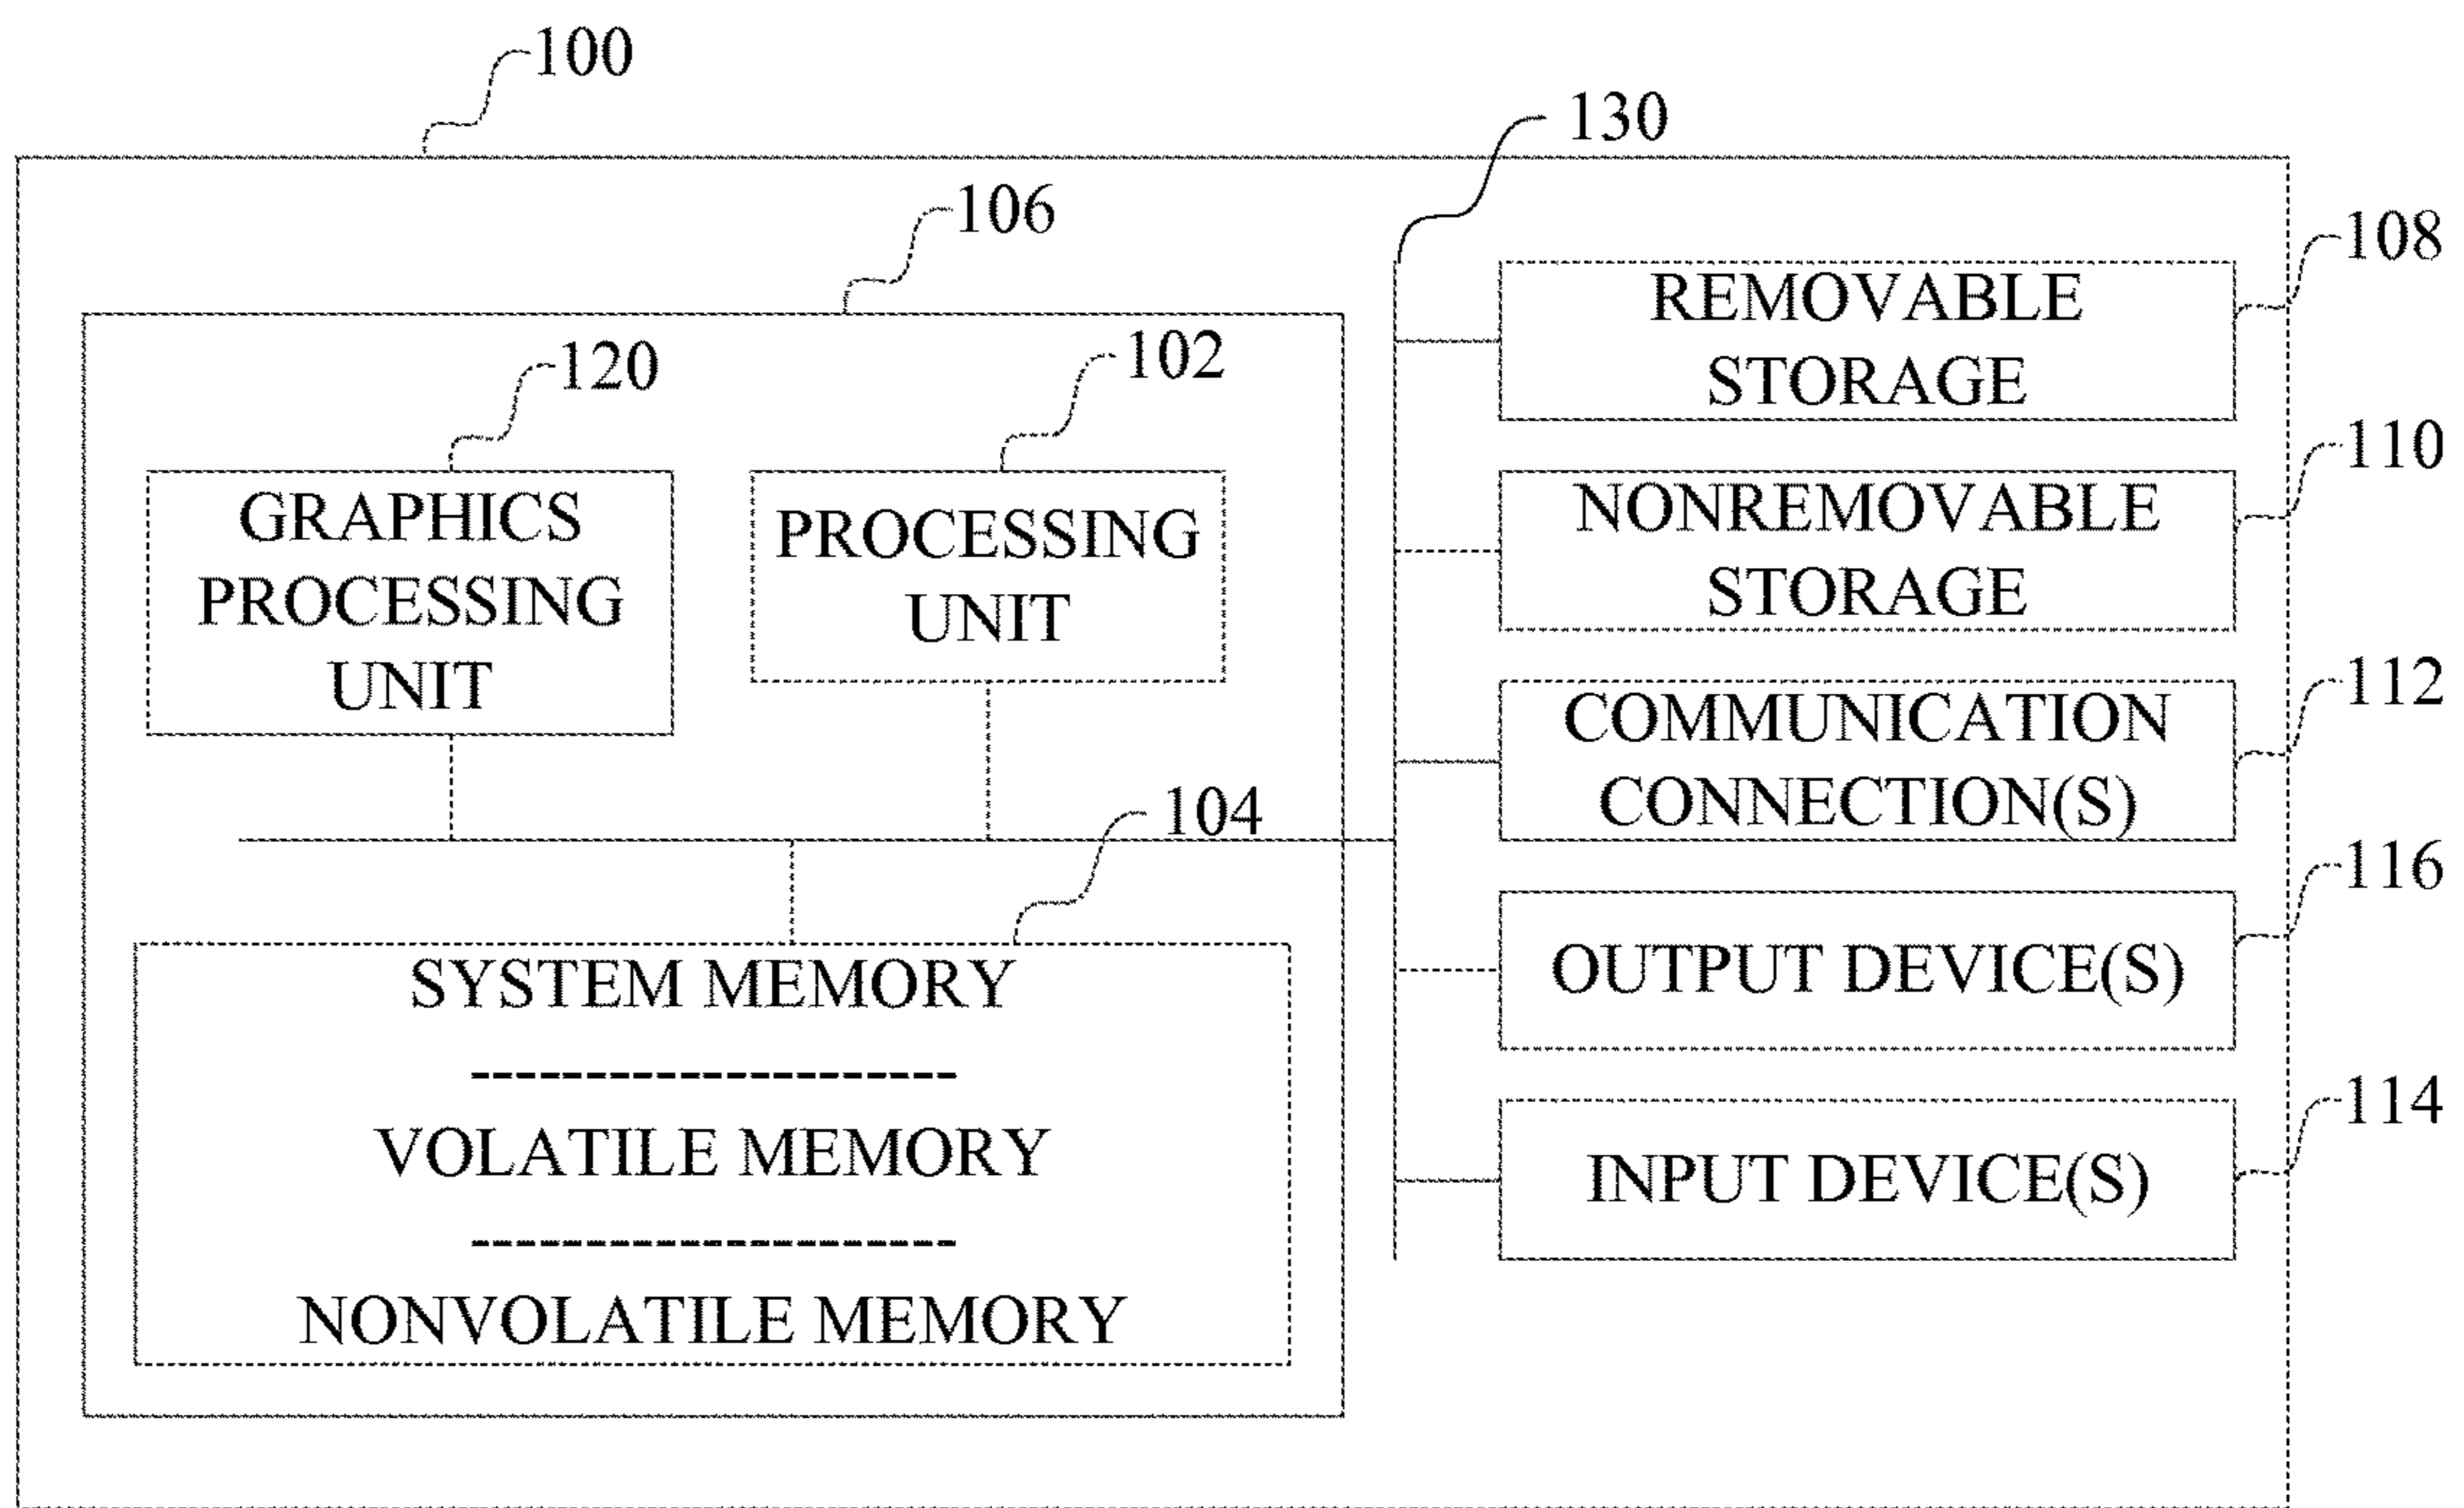 100
130
106
108
REMOVABLE
STORAGE
120
102
110
GRAPHICS
PROCESSING
UNIT
PROCESSING
UNIT
NONREMOVABLE
STORAGE
112
COMMUNICATION
CONNECTION(S)
104
116
SYSTEM MEMORY
---------------------
VOLATILE MEMORY
---------------------
NONVOLATILE MEMORY
OUTPUT DEVICE(S)
114
INPUT DEVICE(S)